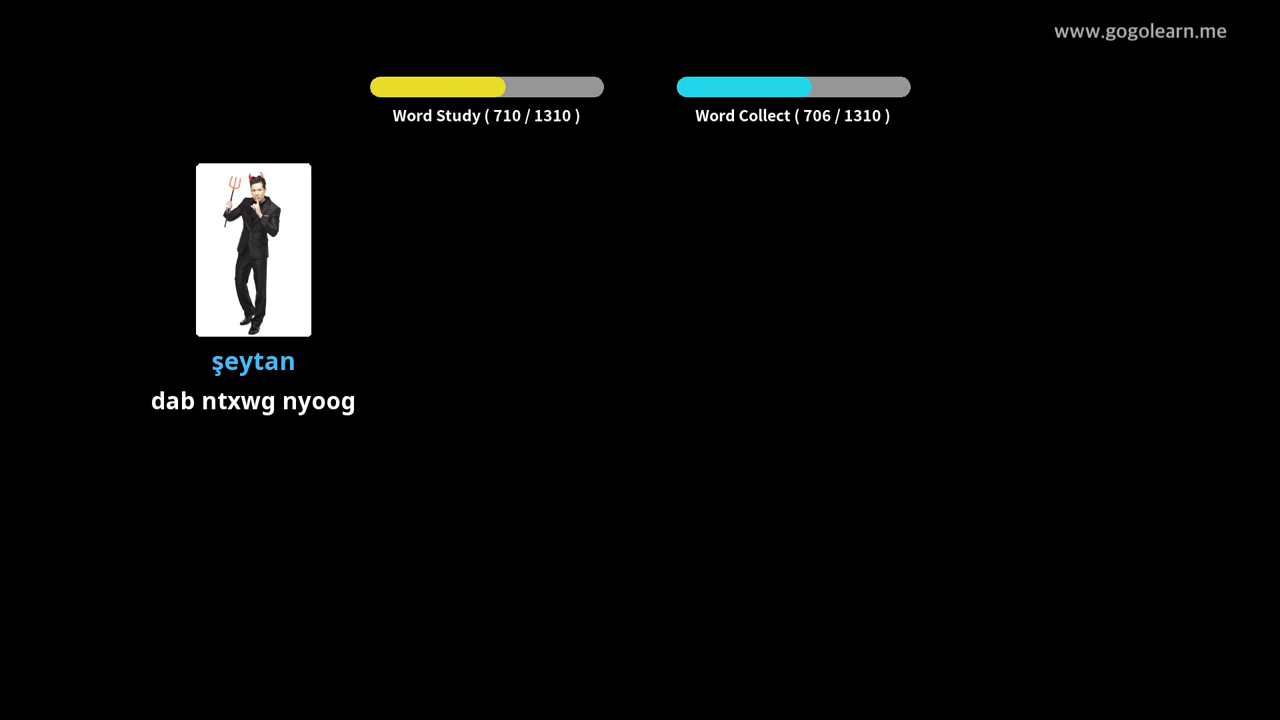 www.gogolearn.me
Word Study ( 710 / 1310 )
Word Collect ( 706 / 1310 )
şeytan
dab ntxwg nyoog